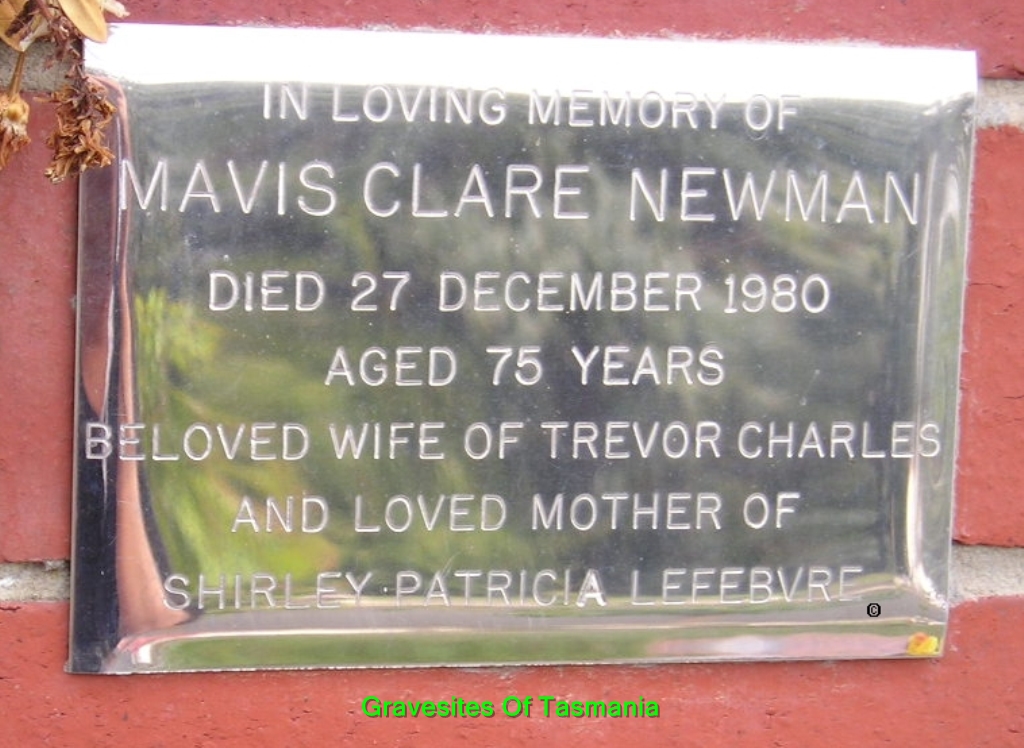 IN LOVING MEMORY OF
MAVIS CLARE NEWMAN
DIED 27 DECEMBER 1980
AGED 75 YEARS
BELOVED WIFE OF TREVOR CHARLES
AND LOVED MOTHER OF
SHIRLEY PATRICIA LEFEBVRE
©
Gravesites Of Tasmania